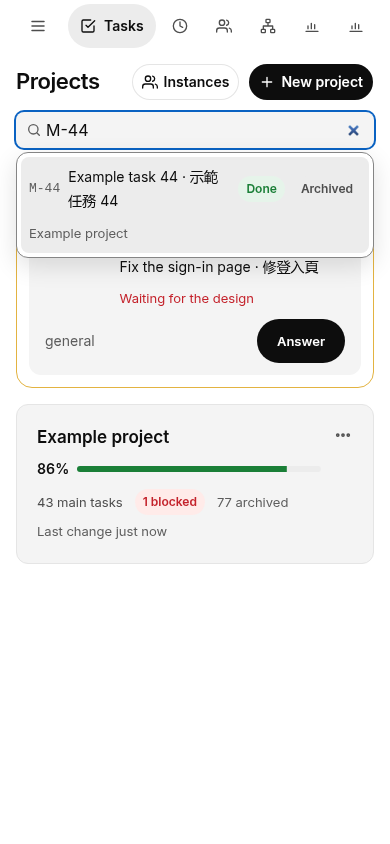 Tasks
Projects
Instances
New project
M-44
M-44
Example task 44 · 示範
任務 44
Done
Archived
Example project
Fix the sign-in page · 修登入頁
Waiting for the design
general
Answer
Example project
86%
43 main tasks
1 blocked
77 archived
Last change just now